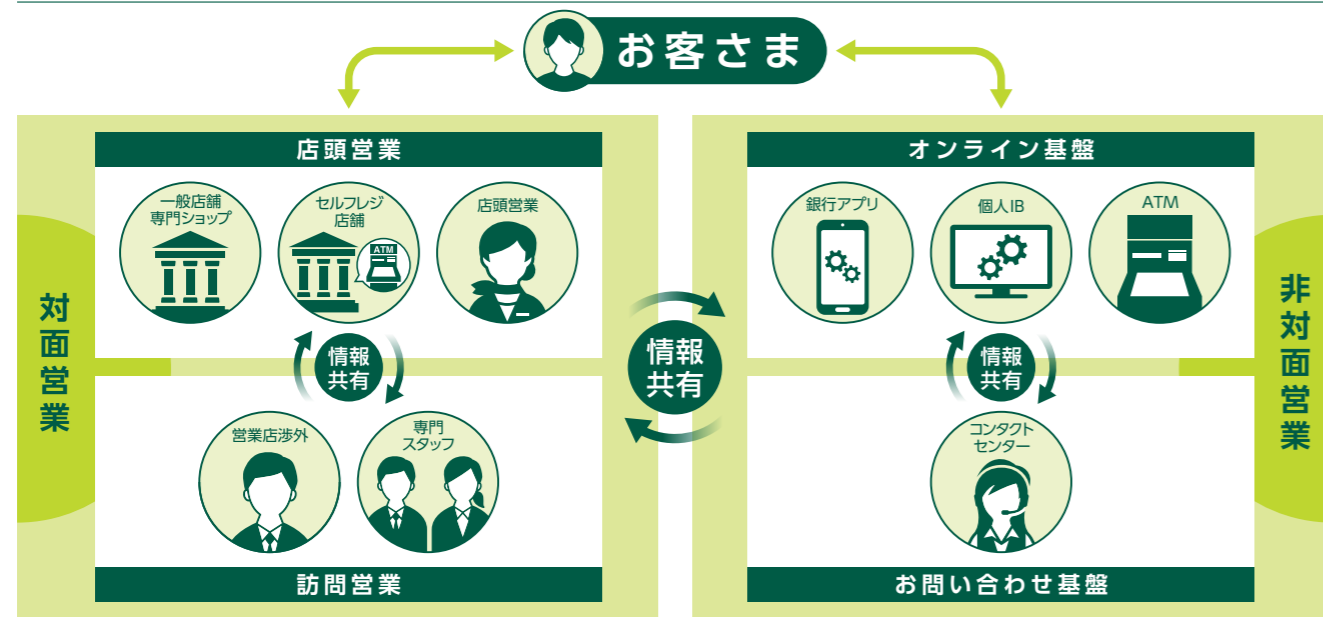 お客さま
対面営業
店頭営業
一般店舗
専門ショップ
セルフレジ
店舗
ATM
店頭営業
情報
共有
営業店渉外
専門
スタッフ
訪問営業
情報
共有
オンライン基盤
銀行アプリ
個人IB
ATM
情報
共有
コンタクト
センター
お問い合わせ基盤
非対面営業